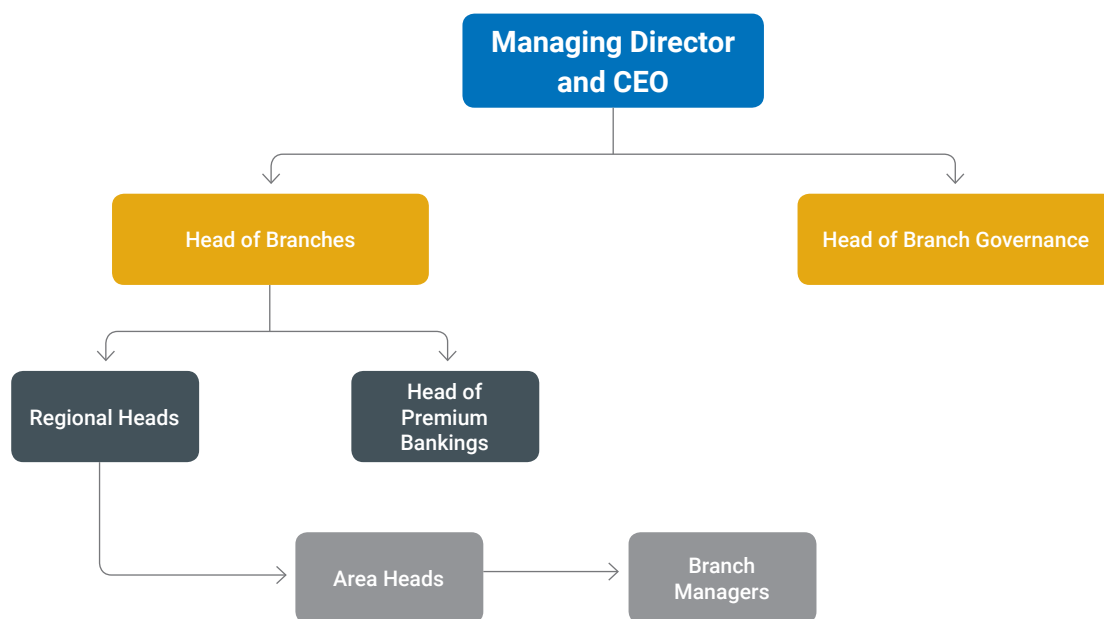 Managing Director
and CEO
Head of Branches
Head of Branch Governance
Regional Heads
Head of
Premium
Bankings
Area Heads
Branch
Managers